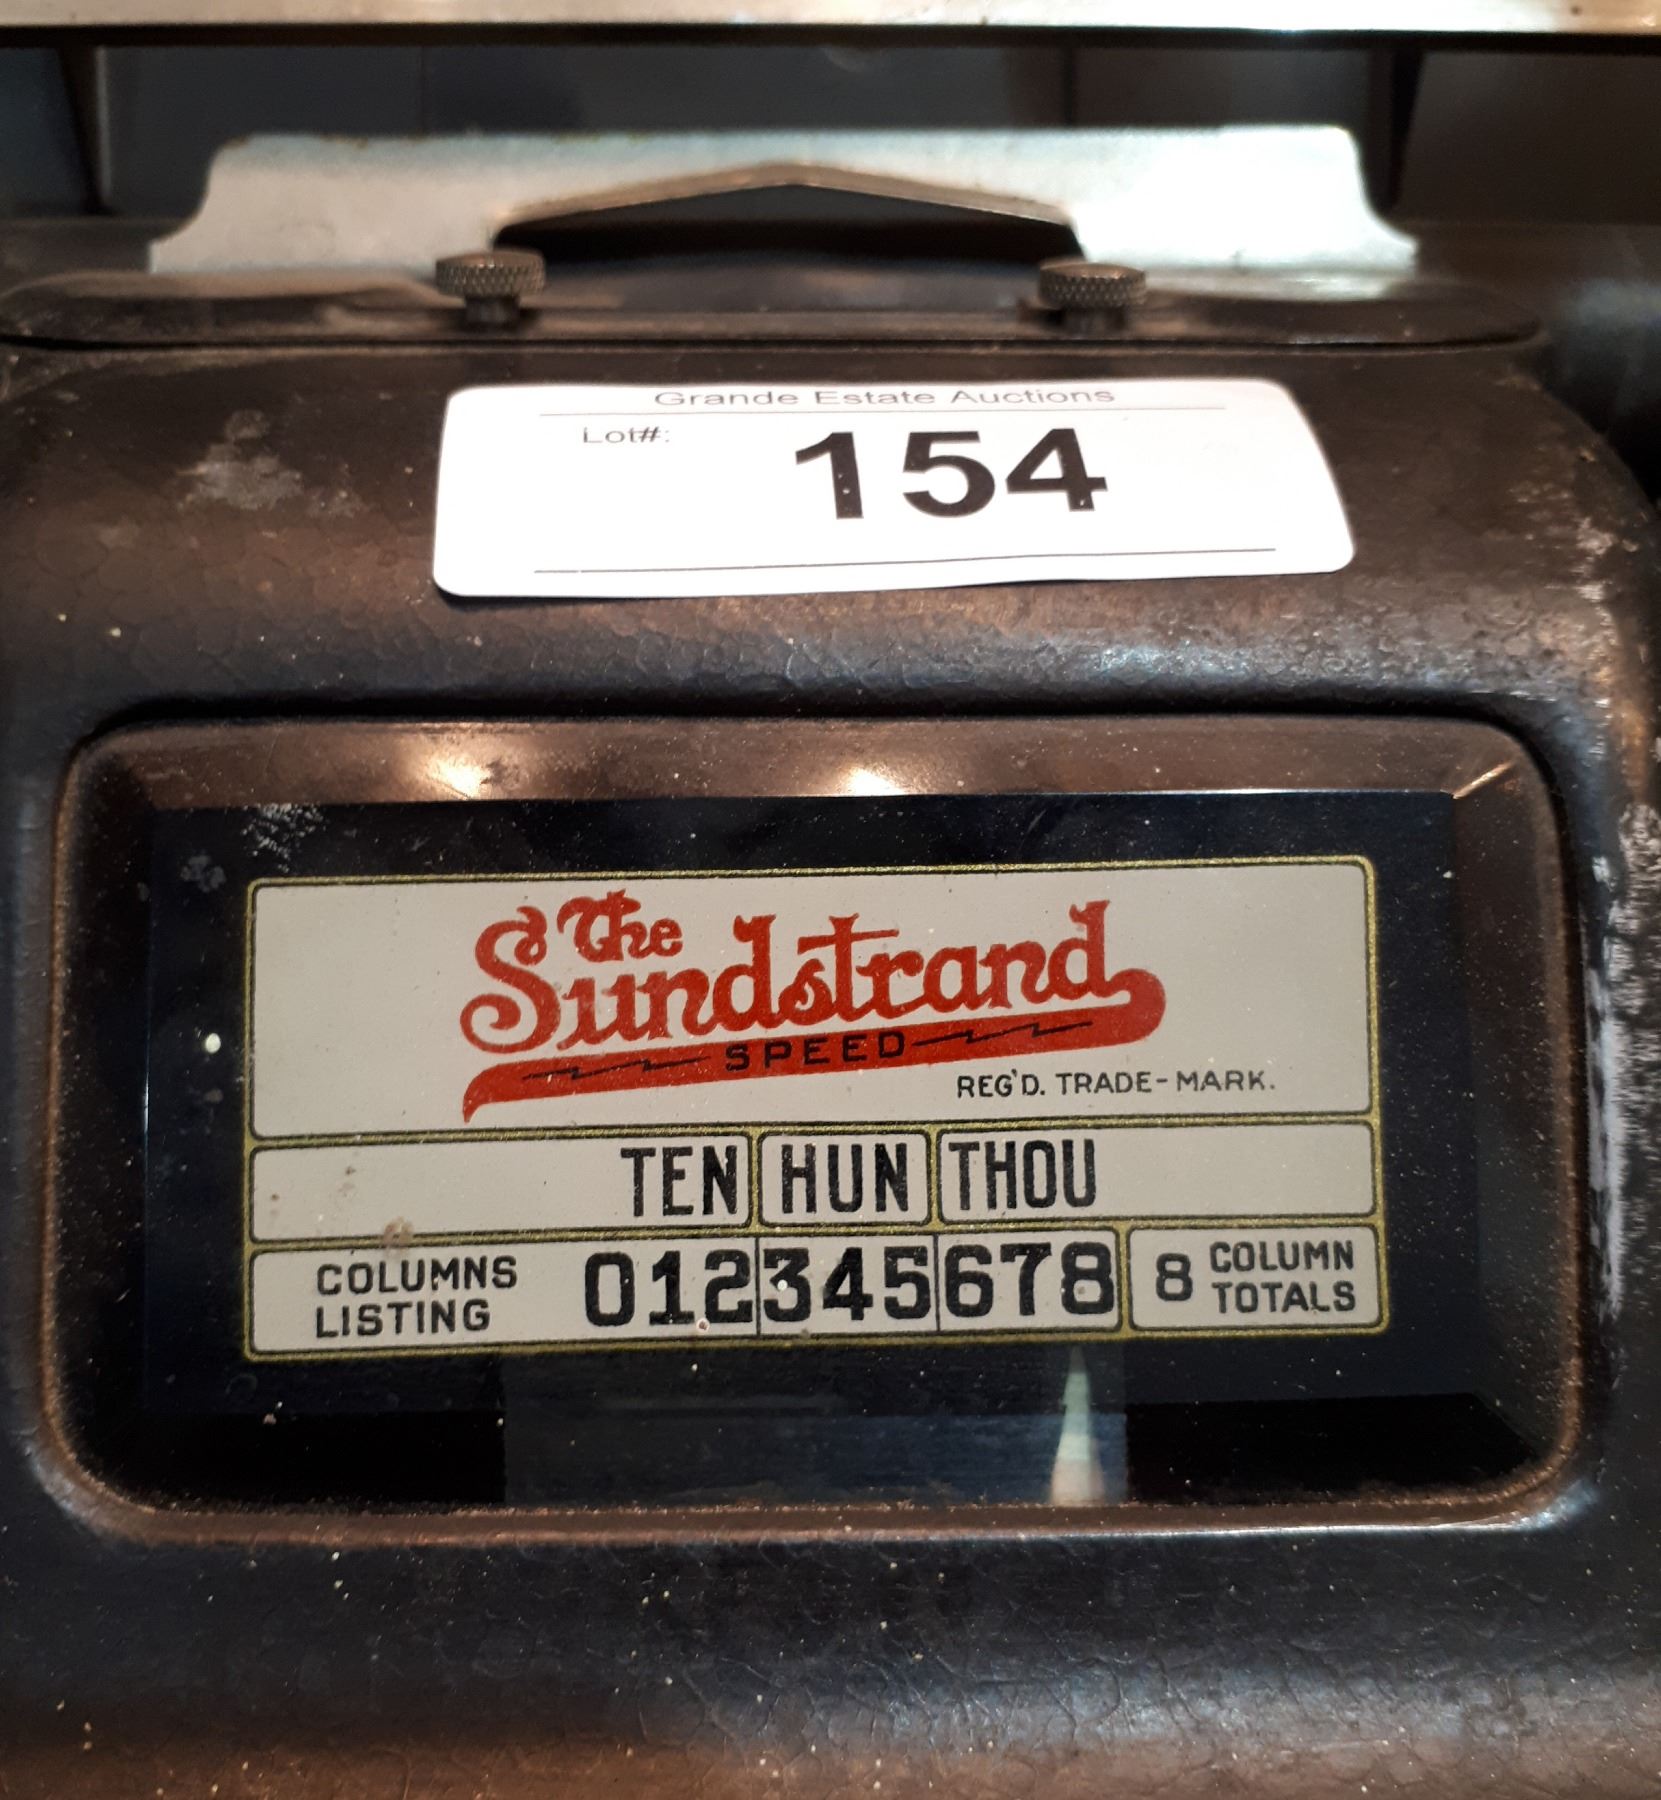 Grande Estate Auctions
Lot#: 154
The
Sundstrand
SPEED
REG'D. TRADE-MARK.
TEN HUN THOU
COLUMNS LISTING 012345678 8 COLUMN TOTALS